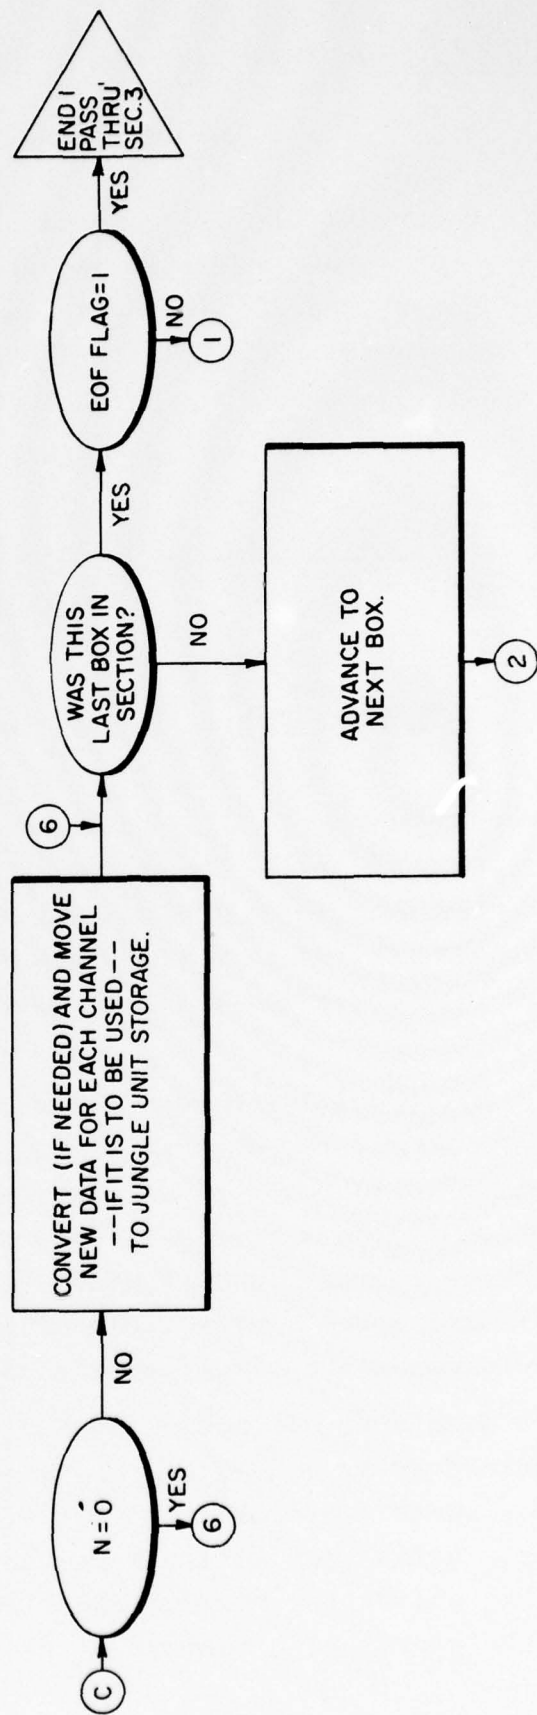 C
N=0
YES
6
NO
CONVERT (IF NEEDED) AND MOVE
NEW DATA FOR EACH CHANNEL
--IF IT IS TO BE USED--
TO JUNGLE UNIT STORAGE.
6
WAS THIS
LAST BOX IN
SECTION?
NO
ADVANCE TO
NEXT BOX.
2
YES
EOF FLAG=1
NO
1
YES
END 1
PASS
THRU'
SEC.3